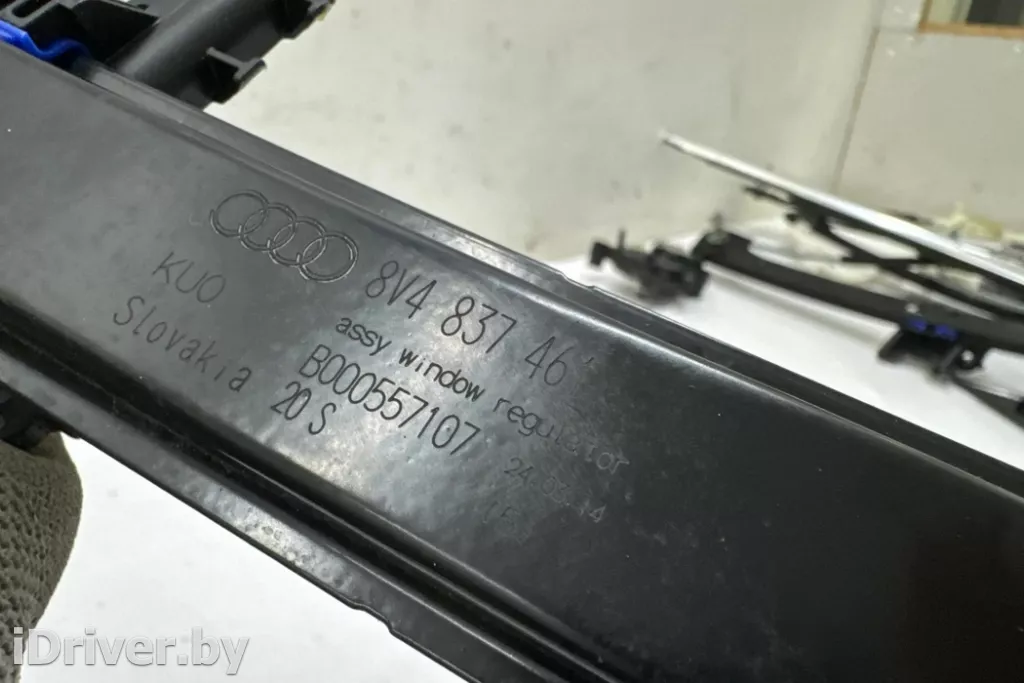 8V4 837 46
KUO
assy window regulator
Slovakia
B000557107
20 S
iDriver.by